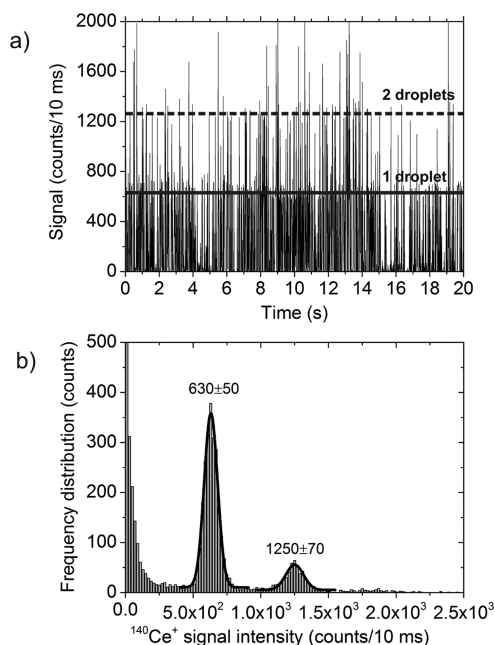 a)
2000
1600
1200
800
400
0
Signal (counts/10 ms)
2 droplets
1 droplet
0 2 4 6 8 10 12 14 16 18 20
Time (s)
b)
500
400
300
200
100
0
Frequency distribution (counts)
630±50
1250±70
0.0 5.0x10² 1.0x10³ 1.5x10³ 2.0x10³ 2.5x10³
¹⁴⁰Ce⁺ signal intensity (counts/10 ms)